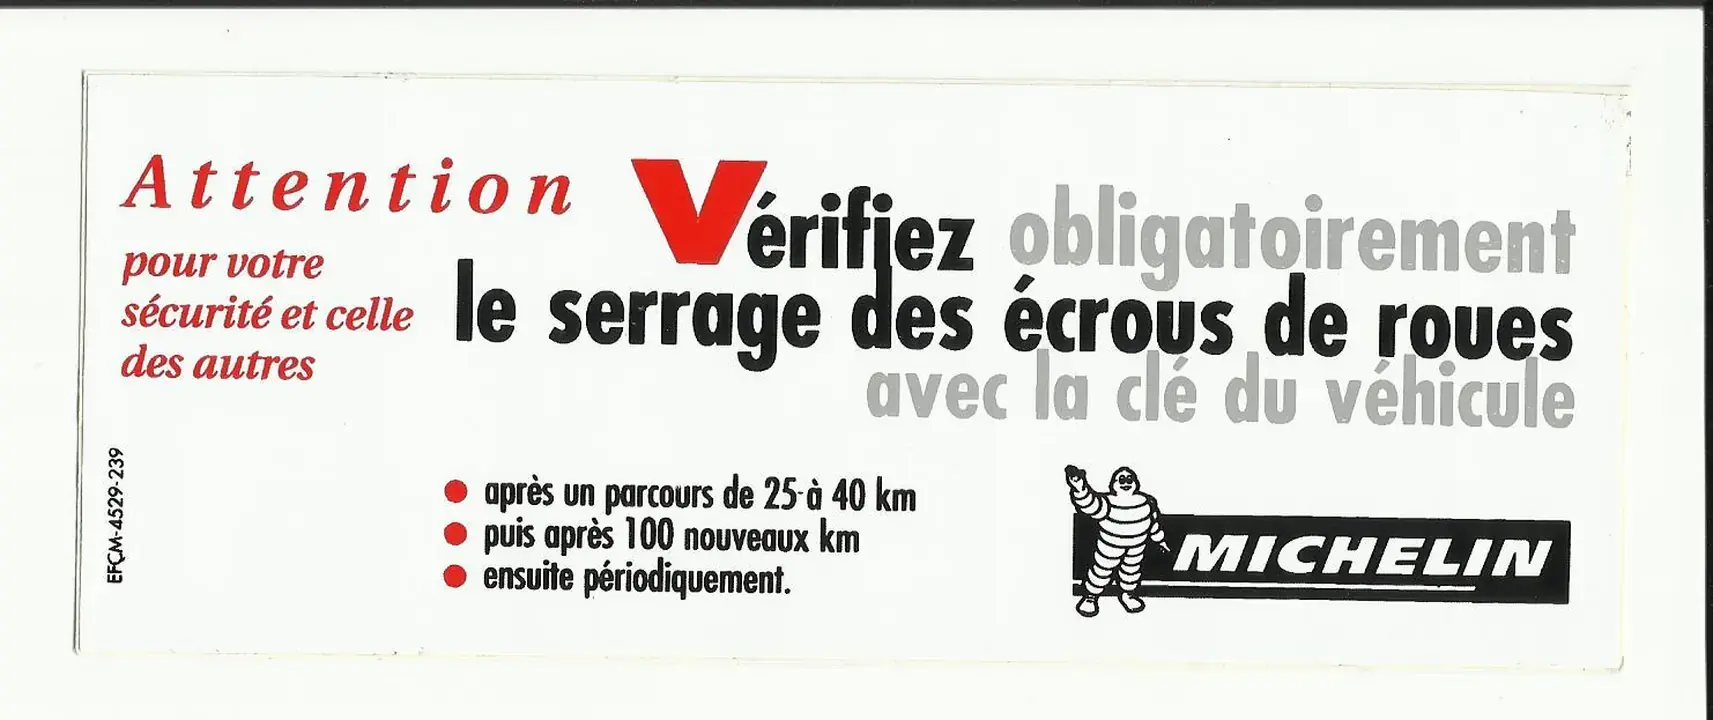 Attention
pour votre
sécurité et celle
des autres
Vérifiez obligatoirement
le serrage des écrous de roues
avec la clé du véhicule
● après un parcours de 25 à 40 km
● puis après 100 nouveaux km
● ensuite périodiquement.
MICHELIN
EFÇM-4529-239